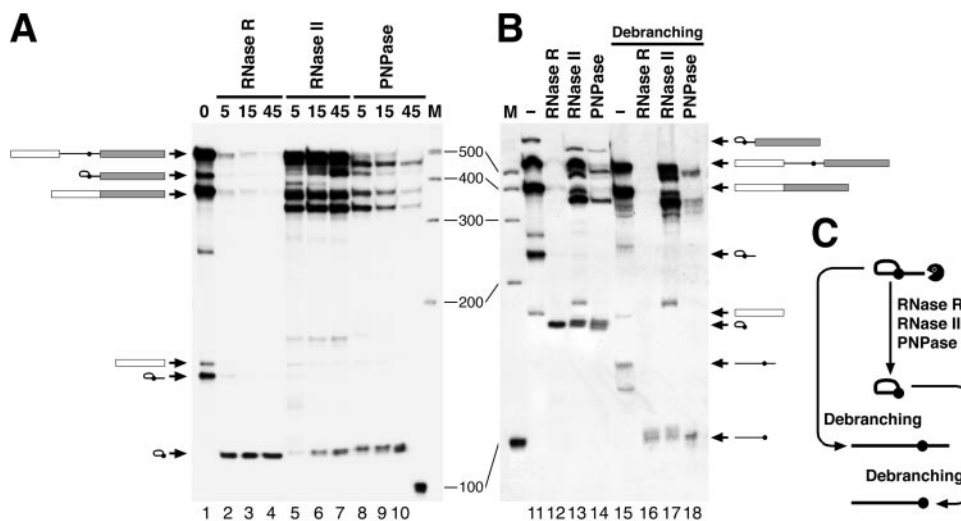 A
RNase R
RNase II
PNPase
0 5 15 45 5 15 45 5 15 45 M
500
400
300
200
100
1 2 3 4 5 6 7 8 9 10
B
Debranching
M – RNase R RNase II PNPase – RNase R RNase II PNPase
11 12 13 14 15 16 17 18
C
RNase R
RNase II
PNPase
Debranching
Debranching